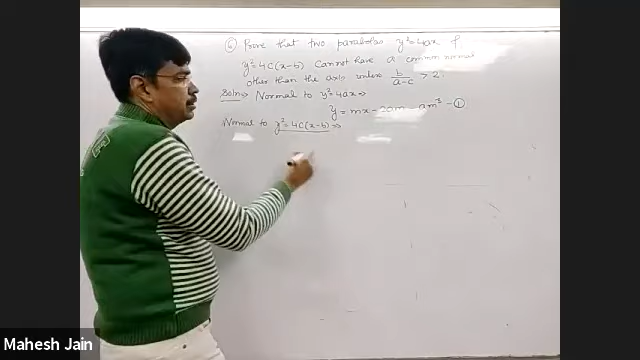 ⑥ Prove that two parabolas y²=4ax &
y²=4c(x-b) cannot have a common normal
other than the axis unless b/(a-c) > 2.
Soln⇒ Normal to y²=4ax⇒
y = mx-2am-am³ -①
Normal to y²=4c(x-b)⇒
Mahesh Jain